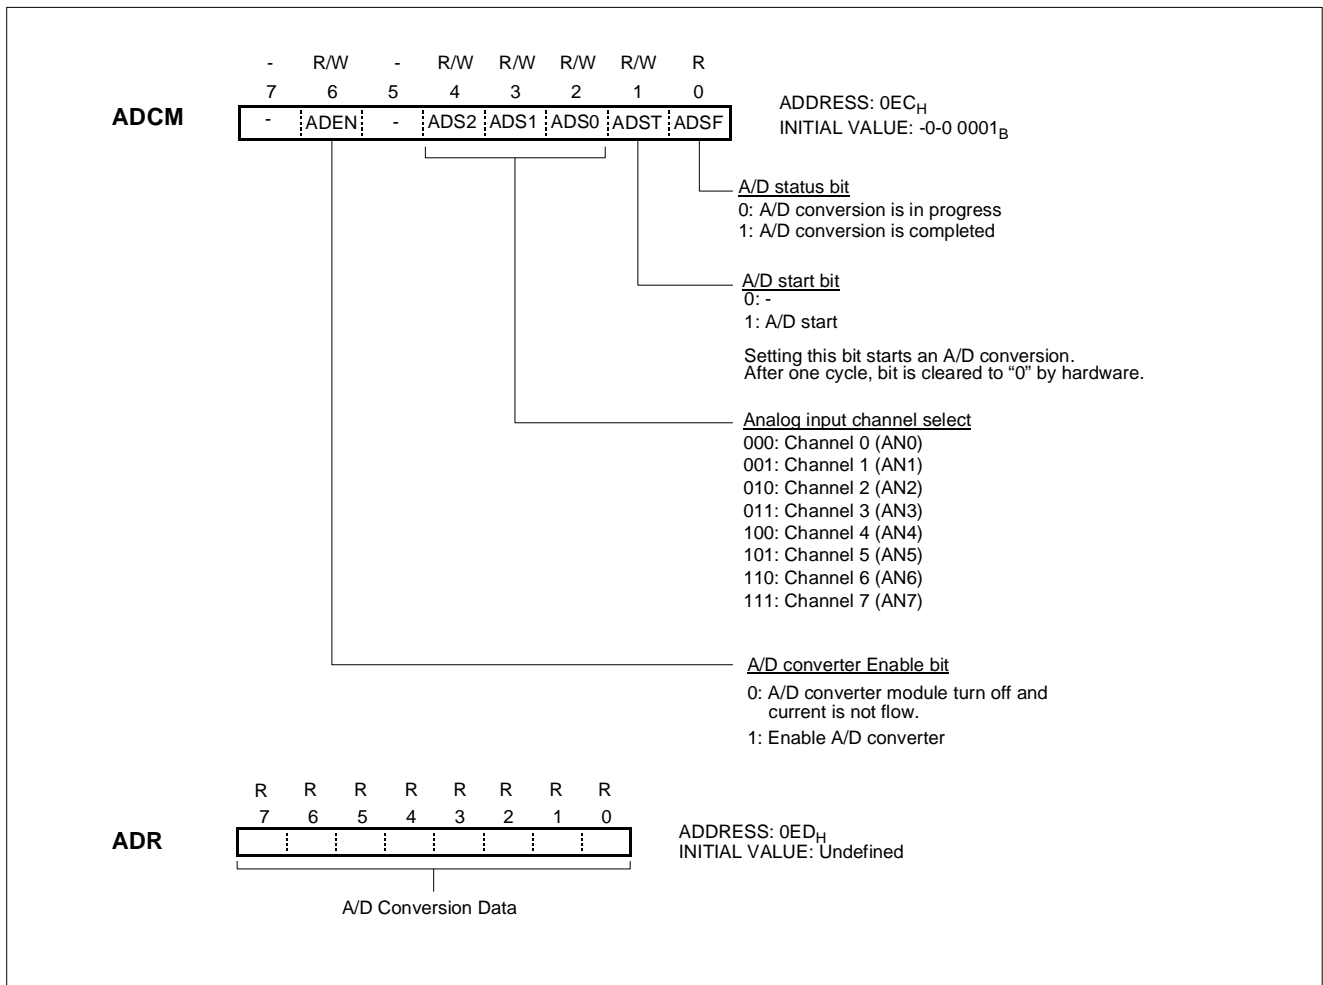 - R/W - R/W R/W R/W R/W R
7 6 5 4 3 2 1 0
ADCM
- ADEN - ADS2 ADS1 ADS0 ADST ADSF
ADDRESS: 0ECH
INITIAL VALUE: -0-0 0001B
A/D status bit
0: A/D conversion is in progress
1: A/D conversion is completed
A/D start bit
0: -
1: A/D start
Setting this bit starts an A/D conversion.
After one cycle, bit is cleared to “0” by hardware.
Analog input channel select
000: Channel 0 (AN0)
001: Channel 1 (AN1)
010: Channel 2 (AN2)
011: Channel 3 (AN3)
100: Channel 4 (AN4)
101: Channel 5 (AN5)
110: Channel 6 (AN6)
111: Channel 7 (AN7)
A/D converter Enable bit
0: A/D converter module turn off and
current is not flow.
1: Enable A/D converter
R R R R R R R R
7 6 5 4 3 2 1 0
ADR
ADDRESS: 0EDH
INITIAL VALUE: Undefined
A/D Conversion Data